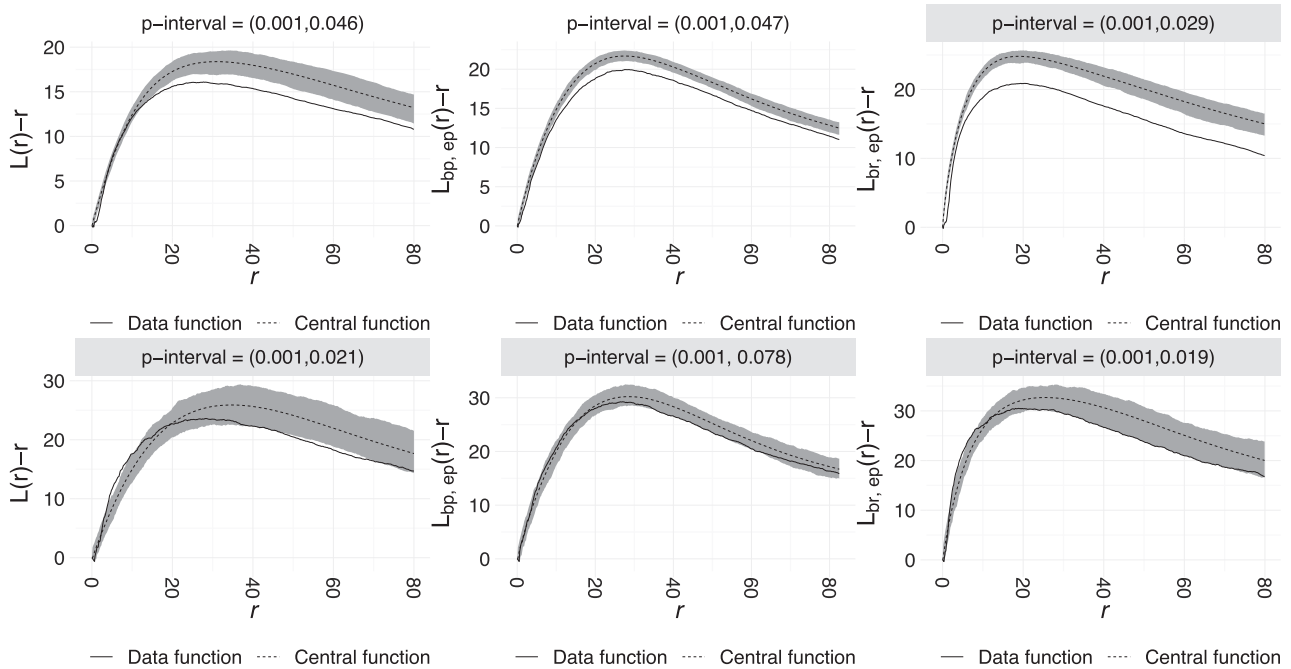 p−interval = (0.001,0.046)
L(r)−r
20
15
10
5
0
0 20 40 60 80
r
Data function Central function
p−interval = (0.001,0.047)
Lbp, ep(r)−r
20
15
10
5
0
0 20 40 60 80
r
Data function Central function
p−interval = (0.001,0.029)
Lbr, ep(r)−r
20
10
0
0 20 40 60 80
r
Data function Central function
p−interval = (0.001,0.021)
L(r)−r
30
20
10
0
0 20 40 60 80
r
Data function Central function
p−interval = (0.001, 0.078)
Lbp, ep(r)−r
30
20
10
0
0 20 40 60 80
r
Data function Central function
p−interval = (0.001,0.019)
Lbr, ep(r)−r
30
20
10
0
0 20 40 60 80
r
Data function Central function